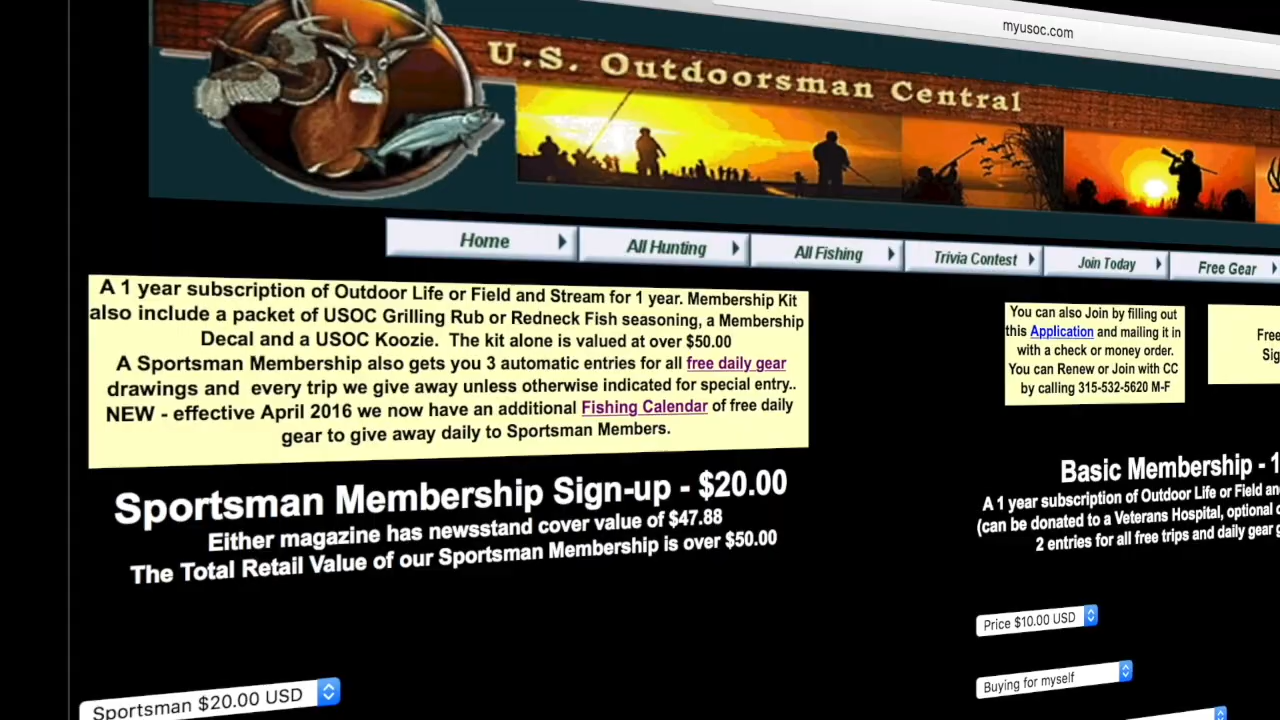 myusoc.com
U.S. Outdoorsman Central
Home
All Hunting
All Fishing
Trivia Contest
Join Today
Free Gear
A 1 year subscription of Outdoor Life or Field and Stream for 1 year. Membership Kit
also include a packet of USOC Grilling Rub or Redneck Fish seasoning, a Membership
Decal and a USOC Koozie. The kit alone is valued at over $50.00
A Sportsman Membership also gets you 3 automatic entries for all free daily gear
drawings and every trip we give away unless otherwise indicated for special entry..
NEW - effective April 2016 we now have an additional Fishing Calendar of free daily
gear to give away daily to Sportsman Members.
You can also Join by filling out
this Application and mailing it in
with a check or money order.
You can Renew or Join with CC
by calling 315-532-5620 M-F
Free
Sportsman Membership Sign-up - $20.00
Either magazine has newsstand cover value of $47.88
The Total Retail Value of our Sportsman Membership is over $50.00
Basic Membership - 1
A 1 year subscription of Outdoor Life or Field and
(can be donated to a Veterans Hospital, optional
2 entries for all free trips and daily gear
Price $10.00 USD
Buying for myself
Sportsman $20.00 USD